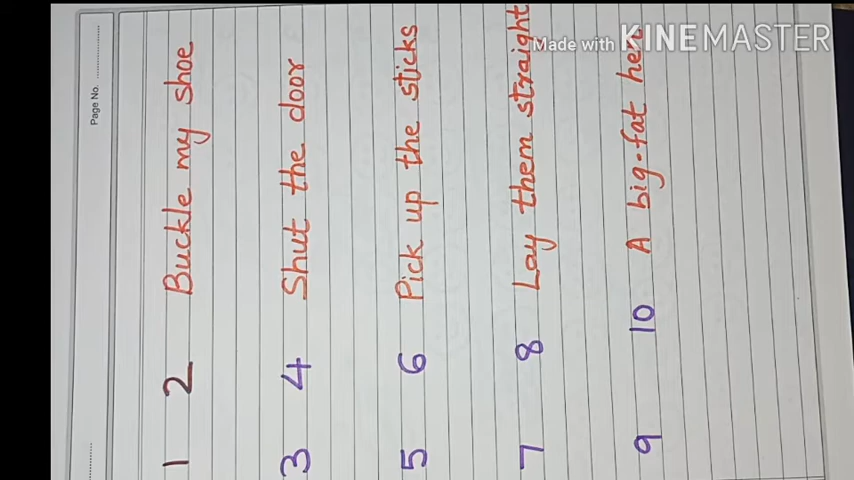 Page No. ..................
1 2 Buckle my shoe
3 4 Shut the door
5 6 Pick up the sticks
7 8 Lay them straight
9 10 A big-fat hen
Made with KINEMASTER